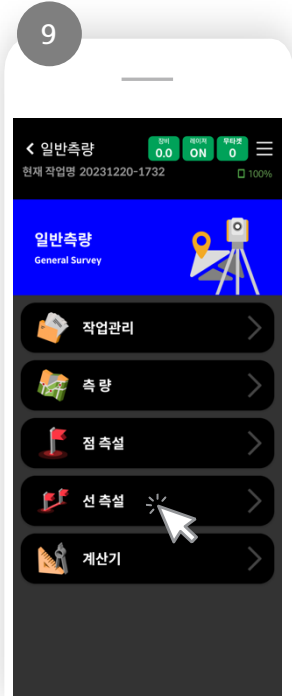 9
일반측량
장비
0.0
레이저
ON
무타겟
0
현재 작업명 20231220-1732
100%
일반측량
General Survey
작업관리
측 량
점 측설
선 측설
계산기